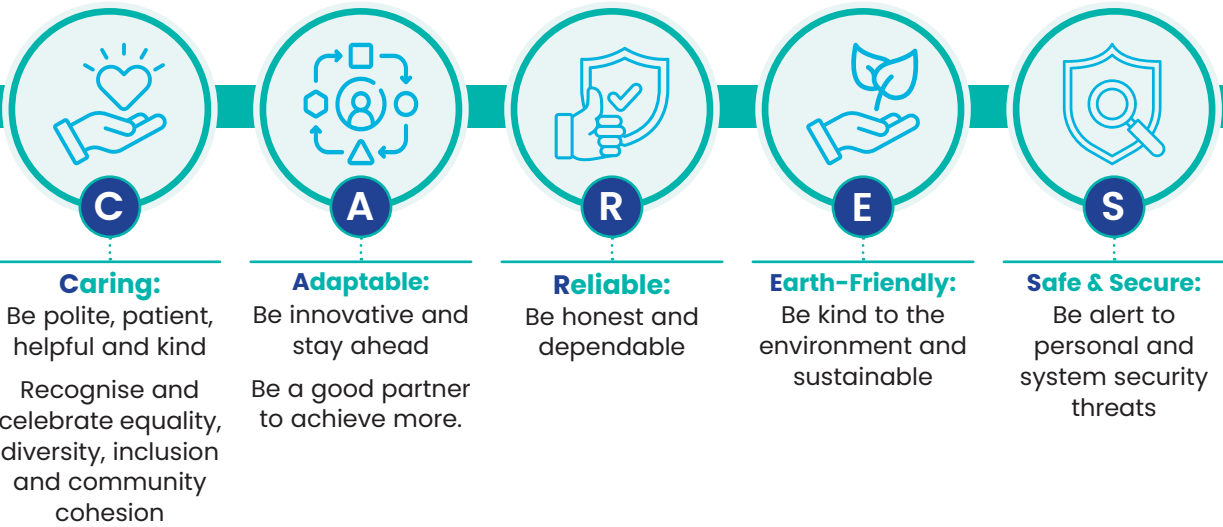 C
Caring:
Be polite, patient,
helpful and kind
Recognise and
celebrate equality,
diversity, inclusion
and community
cohesion
A
Adaptable:
Be innovative and
stay ahead
Be a good partner
to achieve more.
R
Reliable:
Be honest and
dependable
E
Earth-Friendly:
Be kind to the
environment and
sustainable
S
Safe & Secure:
Be alert to
personal and
system security
threats